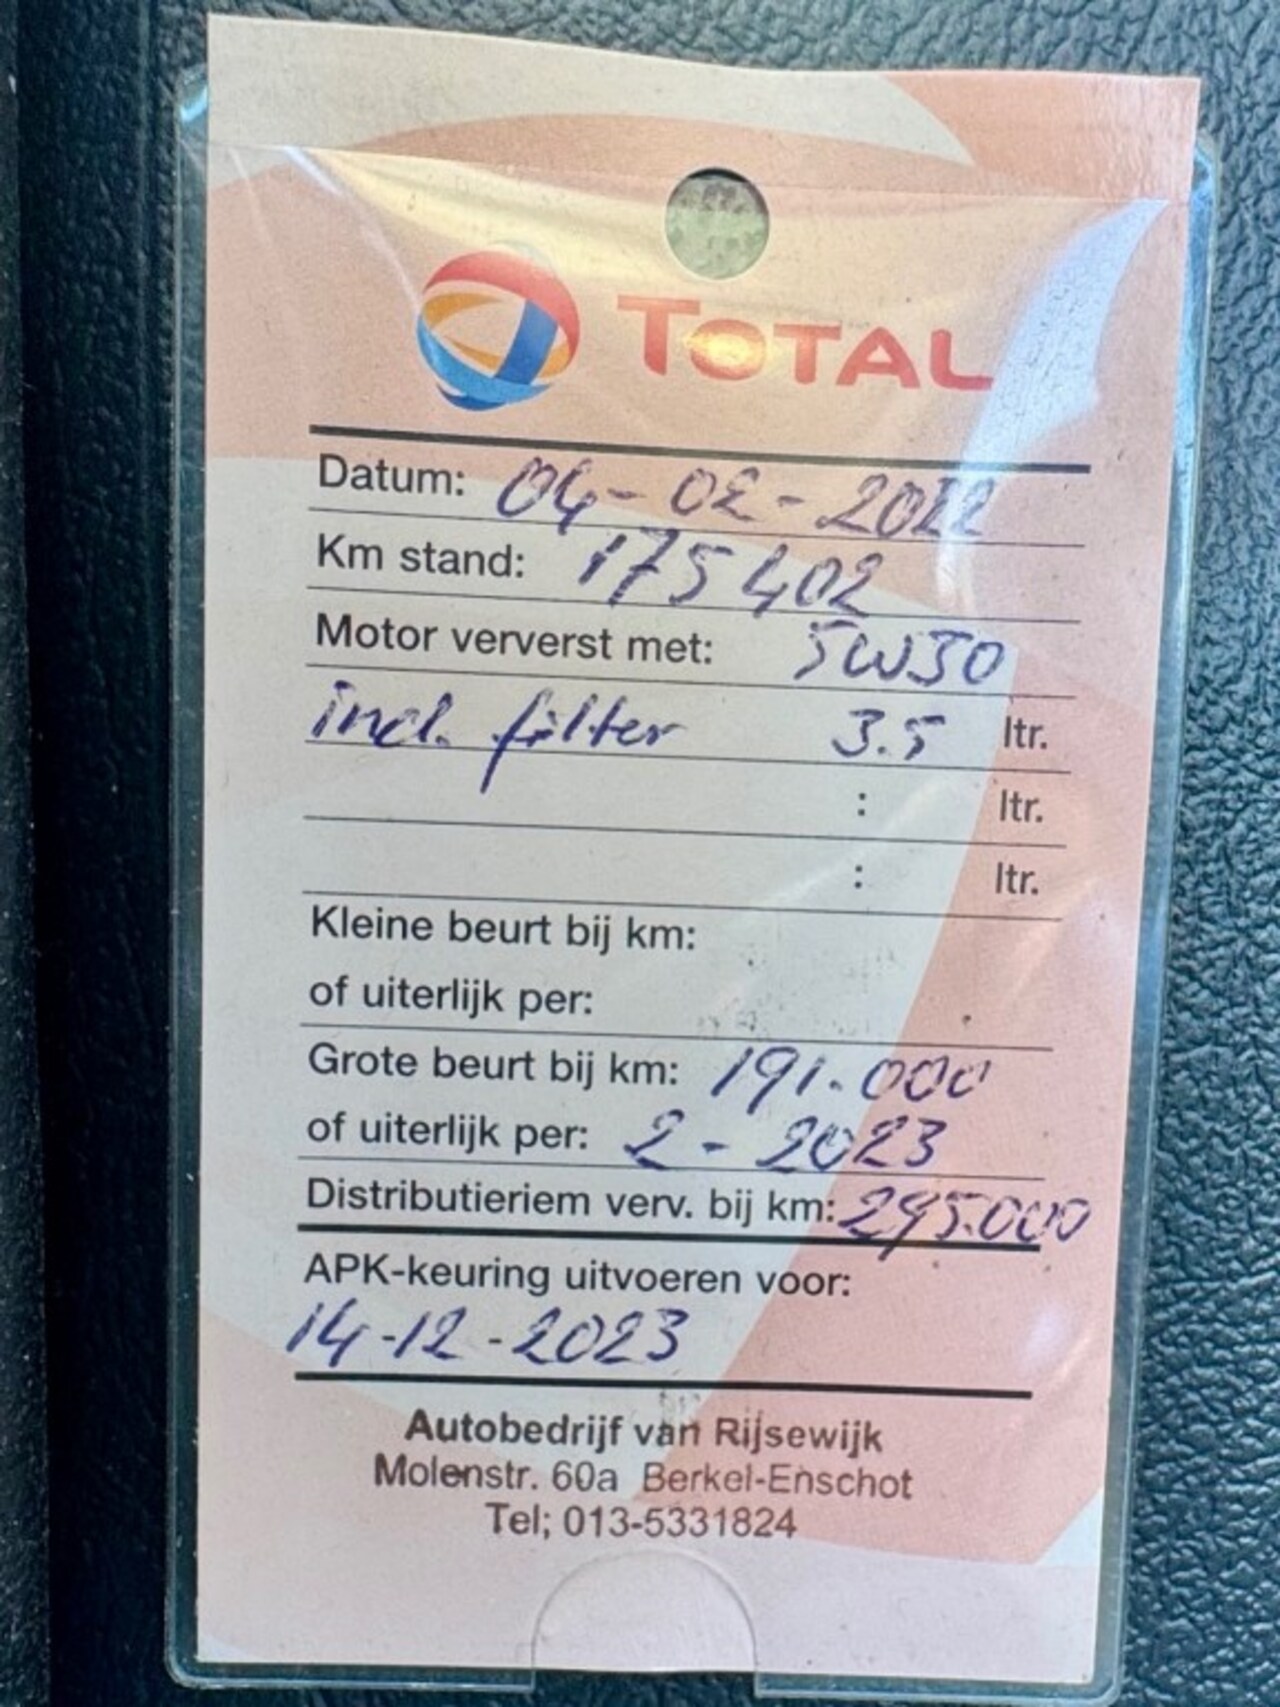 TOTAL
Datum: 04-02-2022
Km stand: 175402
Motor ververst met: 5W30
incl. filter 3.5 ltr.
: ltr.
: ltr.
Kleine beurt bij km:
of uiterlijk per:
Grote beurt bij km: 191.000
of uiterlijk per: 2-2023
Distributieriem verv. bij km: 295.000
APK-keuring uitvoeren voor:
14-12-2023
Autobedrijf van Rijsewijk
Molenstr. 60a Berkel-Enschot
Tel; 013-5331824